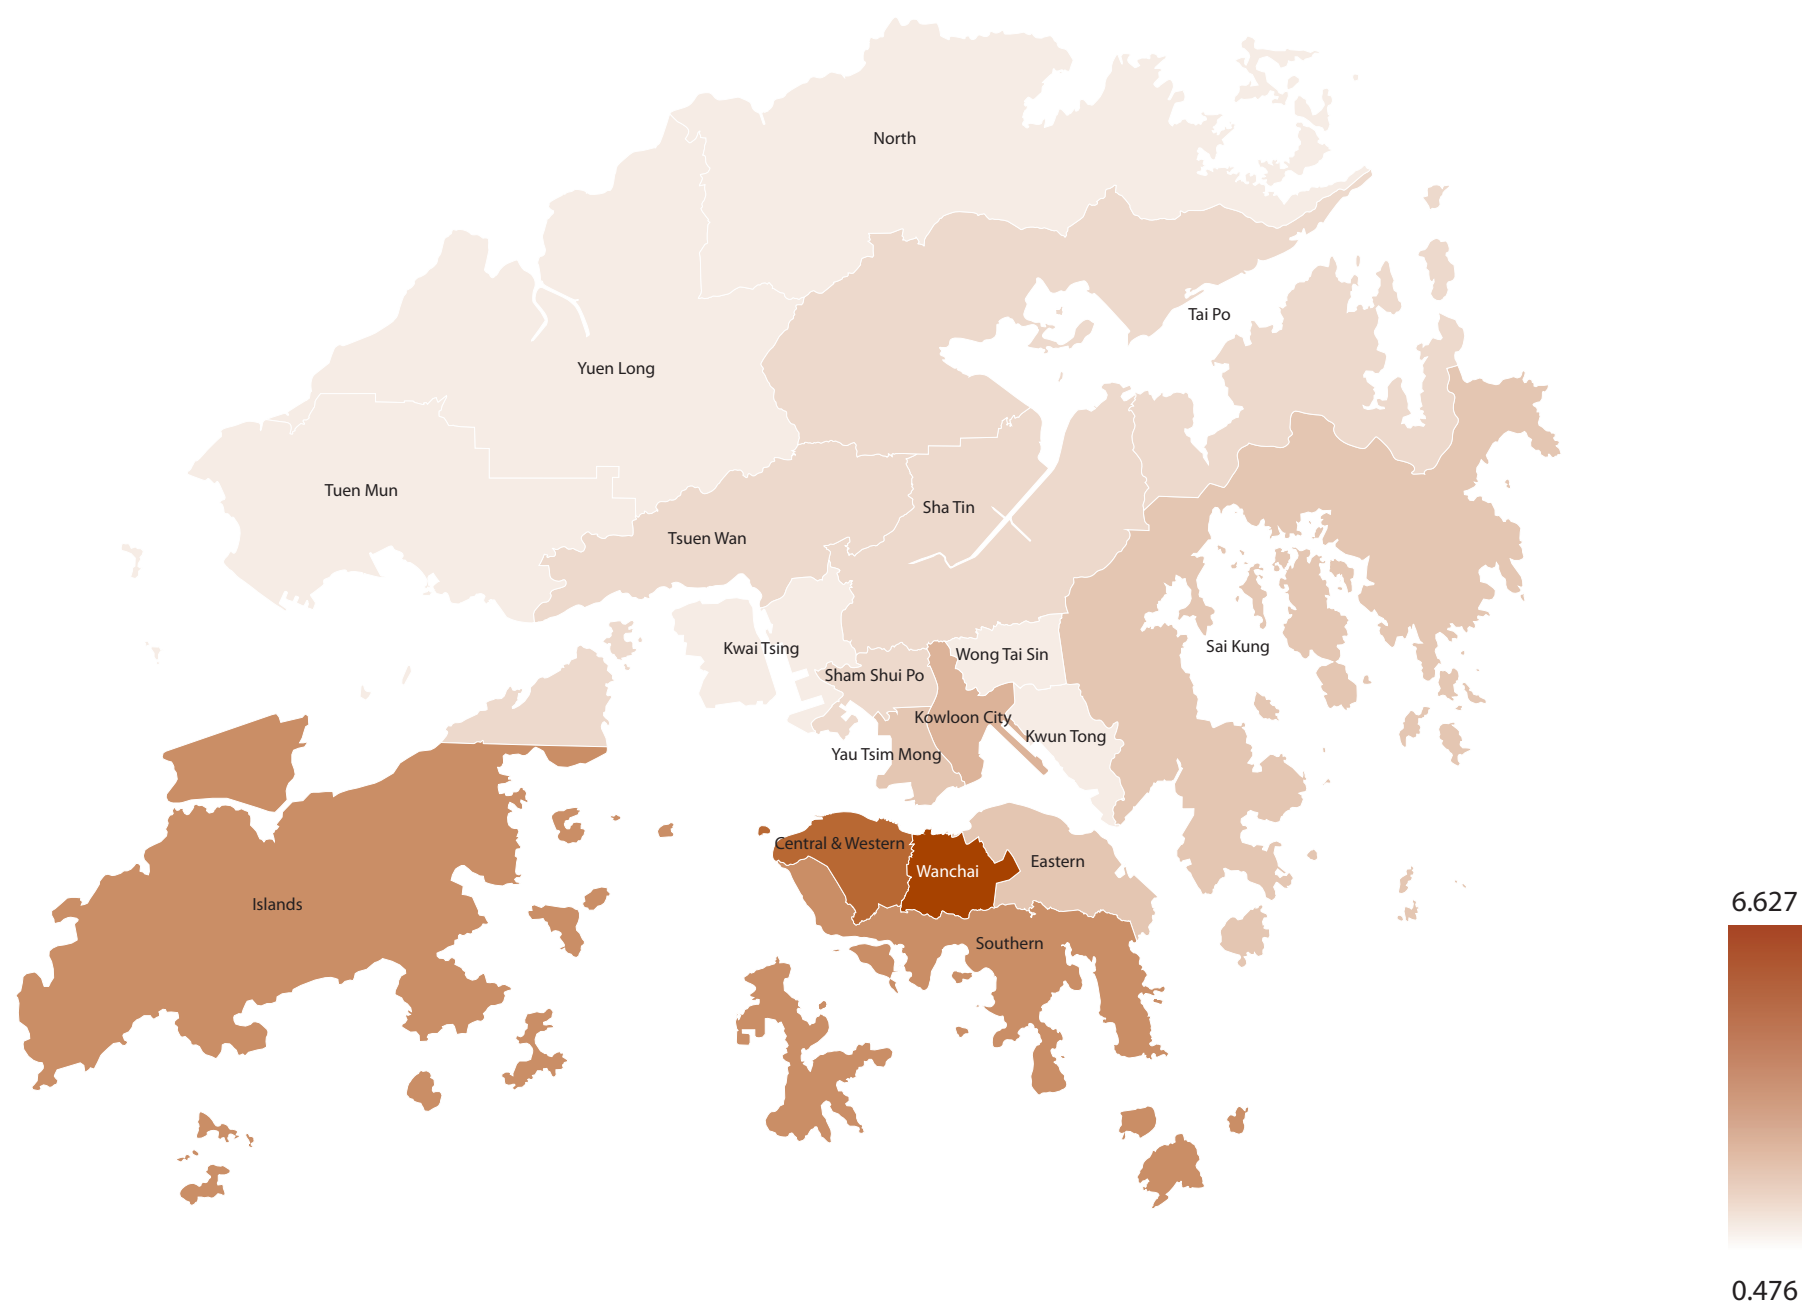 North
Tai Po
Yuen Long
Tuen Mun
Sha Tin
Tsuen Wan
Kwai Tsing
Wong Tai Sin
Sai Kung
Sham Shui Po
Kowloon City
Kwun Tong
Yau Tsim Mong
Central & Western
Eastern
Wanchai
Islands
Southern
6.627
0.476